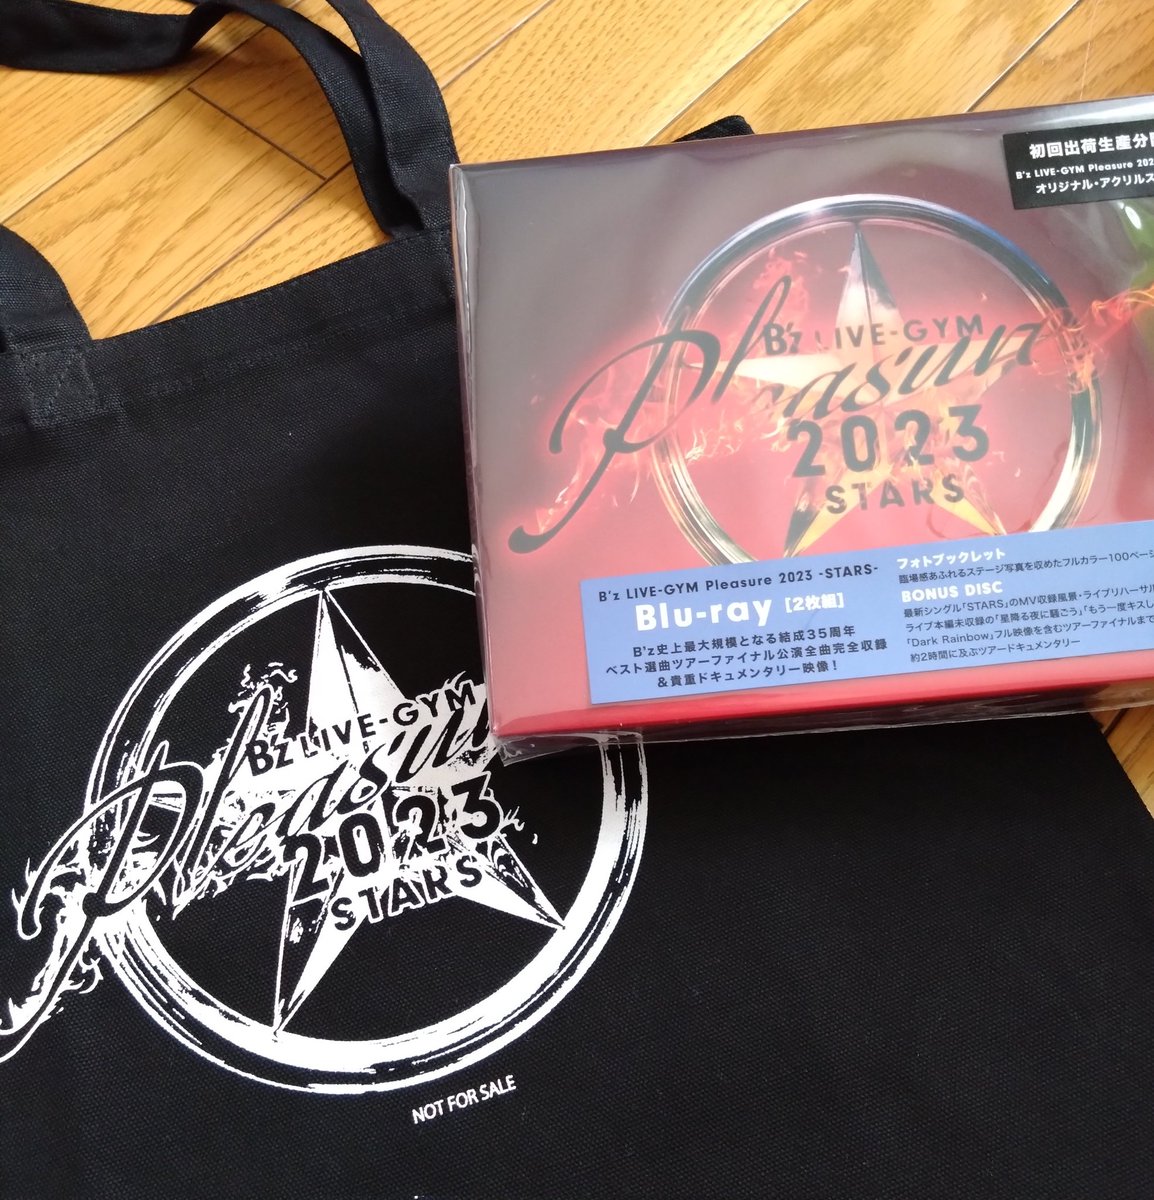 初回出荷生産分
B'z LIVE-GYM Pleasure
オリジナル・アクリルス
B'z LIVE-GYM
Pleasure
2023
STARS
B'z LIVE-GYM Pleasure 2023 -STARS-
Blu-ray [2枚組]
B'z史上最大規模となる結成35周年
ベスト選曲ツアーファイナル公演全曲完全収録
&貴重ドキュメンタリー映像!
フォトブックレット
臨場感あふれるステージ写真を収めたフルカラー100ページ
BONUS DISC
最新シングル「STARS」のMV収録風景・ライブリハーサル
ライブ本編未収録の「星降る夜に騒ごう」「もう一度キスし
「Dark Rainbow」フル映像を含むツアーファイナルまで
約2時間に及ぶツアードキュメンタリー
B'z LIVE-GYM
Pleasu
2023
STARS
NOT FOR SALE